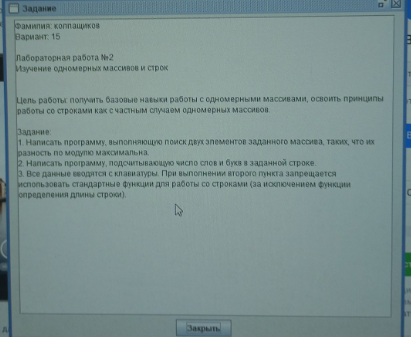 Задание
Фамилия: колпащиков
Вариант: 15
Лабораторная работа №2
Изучение одномерных массивов и строк
Цель работы: получить базовые навыки работы с одномерными массивами, освоить принципы
работы со строками как с частным случаем одномерных массивов.
Задание:
1. Написать программу, выполняющую поиск двух элементов заданного массива, таких, что их
разность по модулю максимальна.
2. Написать программу, подсчитывающую число слов и букв в заданной строке.
3. Все данные вводятся с клавиатуры. При выполнении второго пункта запрещается
использовать стандартные функции для работы со строками (за исключением функции
определения длины строки).
Закрыть